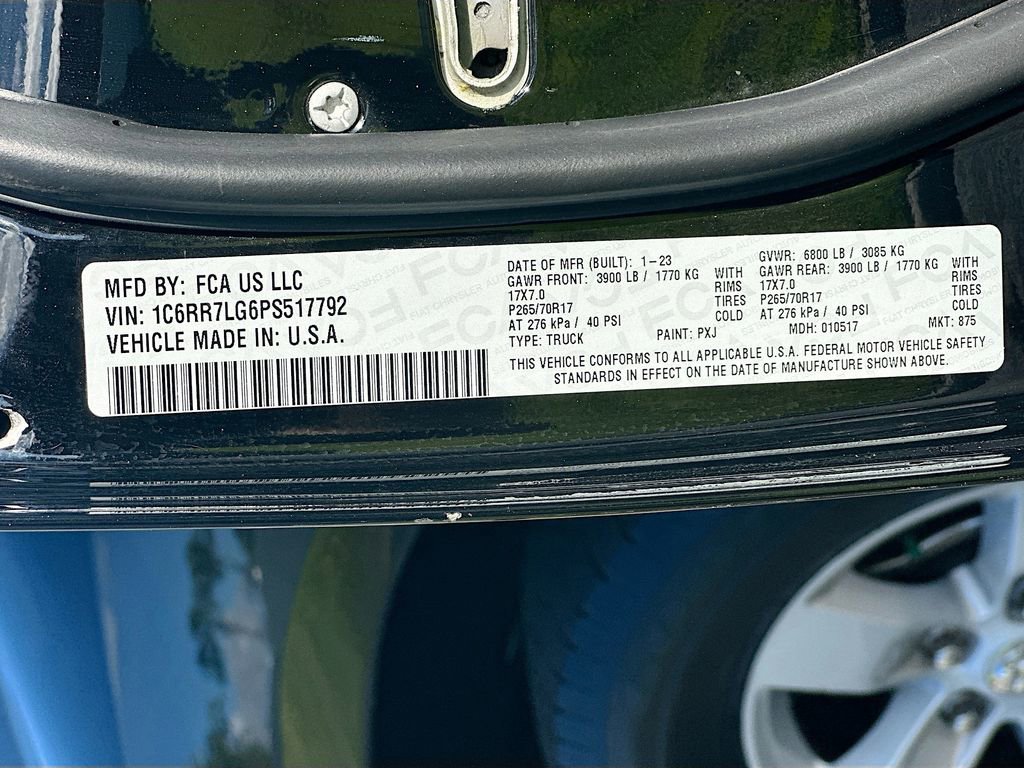 MFD BY: FCA US LLC
VIN: 1C6RR7LG6PS517792
VEHICLE MADE IN: U.S.A.
DATE OF MFR (BUILT): 1-23
GAWR FRONT: 3900 LB / 1770 KG WITH
17X7.0 RIMS
P265/70R17 TIRES
AT 276 kPa / 40 PSI COLD
TYPE: TRUCK
PAINT: PXJ
GVWR: 6800 LB / 3085 KG
GAWR REAR: 3900 LB / 1770 KG WITH
17X7.0 RIMS
P265/70R17 TIRES
AT 276 kPa / 40 PSI COLD
MDH: 010517
MKT: 875
THIS VEHICLE CONFORMS TO ALL APPLICABLE U.S.A. FEDERAL MOTOR VEHICLE SAFETY
STANDARDS IN EFFECT ON THE DATE OF MANUFACTURE SHOWN ABOVE.